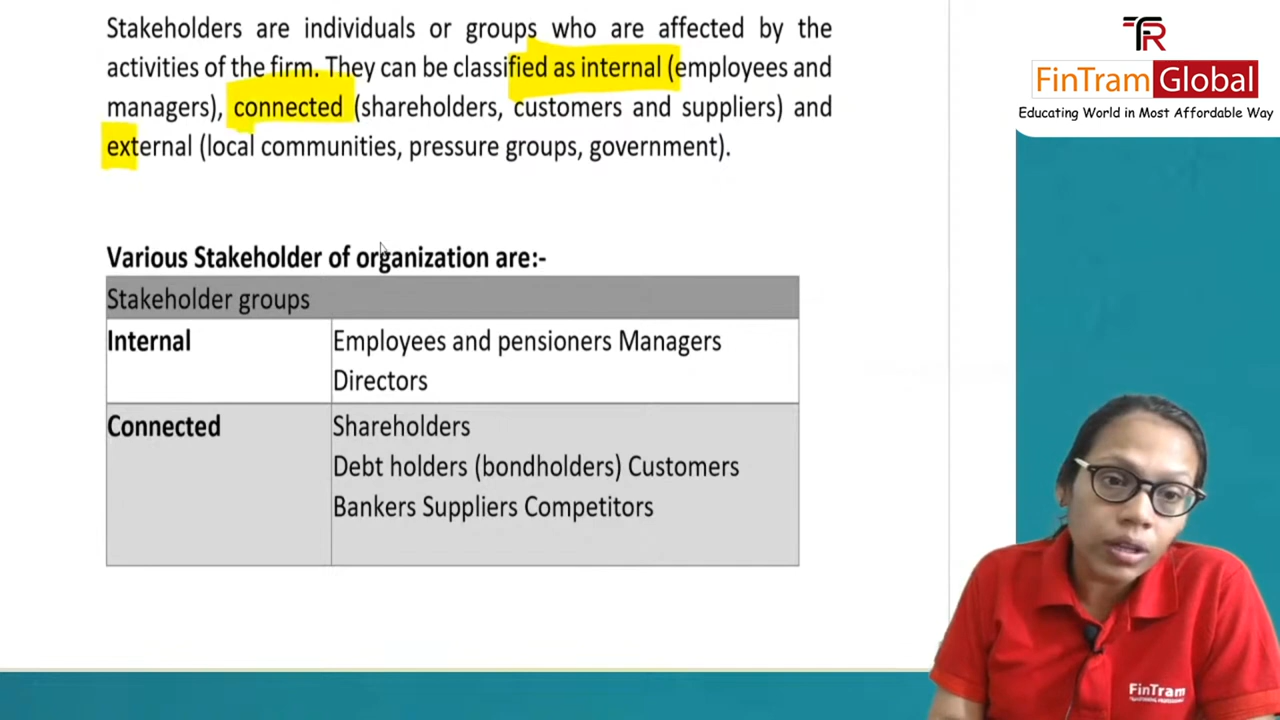 Stakeholders are individuals or groups who are affected by the
activities of the firm. They can be classified as internal (employees and
managers), connected (shareholders, customers and suppliers) and
external (local communities, pressure groups, government).
Various Stakeholder of organization are:-
Stakeholder groups
Internal
Employees and pensioners Managers
Directors
Connected
Shareholders
Debt holders (bondholders) Customers
Bankers Suppliers Competitors
TR
FinTram Global
Educating World in Most Affordable Way
FinTram